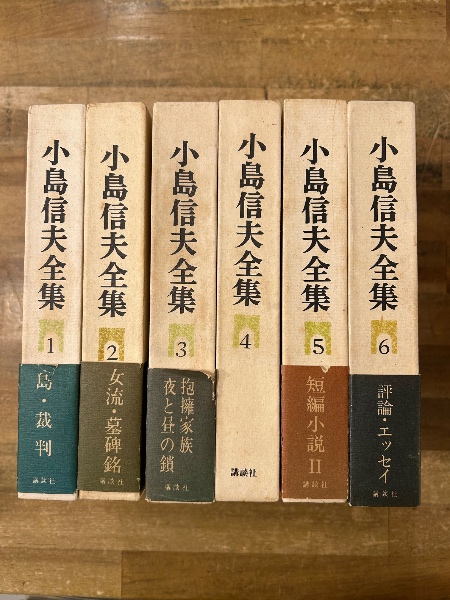 小島信夫全集
1
島・裁判
講談社
小島信夫全集
2
女流・墓碑銘
講談社
小島信夫全集
3
抱擁家族
夜と昼の鎖
講談社
小島信夫全集
4
講談社
小島信夫全集
5
短編小説II
講談社
小島信夫全集
6
評論・エッセイ
講談社